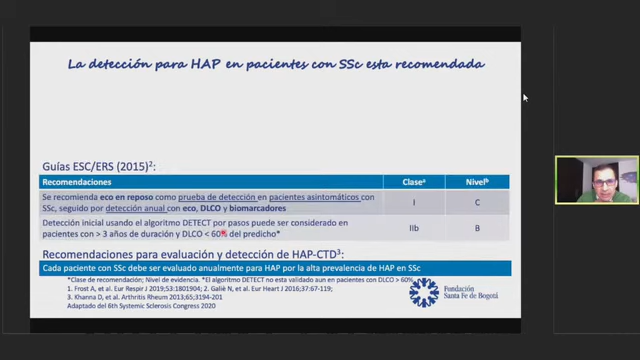 La detección para HAP en pacientes con SSc esta recomendada
Guías ESC/ERS (2015)²:
Recomendaciones Claseᵃ Nivelᵇ
Se recomienda eco en reposo como prueba de detección en pacientes asintomáticos con
SSc, seguido por detección anual con eco, DLCO y biomarcadores I C
Detección inicial usando el algoritmo DETECT por pasos puede ser considerado en
pacientes con > 3 años de duración y DLCO < 60% del predicho* IIb B
Recomendaciones para evaluación y detección de HAP-CTD³:
Cada paciente con SSc debe ser evaluado anualmente para HAP por la alta prevalencia de HAP en SSc
ᵃClase de recomendación; Nivel de evidencia. *El algoritmo DETECT no esta validado aun en pacientes con DLCO > 60%.
1. Frost A, et al. Eur Respir J 2019;53:1801904; 2. Galiè N, et al. Eur Heart J 2016;37:67-119;
3. Khanna D, et al. Arthritis Rheum 2013;65:3194-201
Adaptado del 6th Systemic Sclerosis Congress 2020
Fundación
Santa Fe de Bogotá